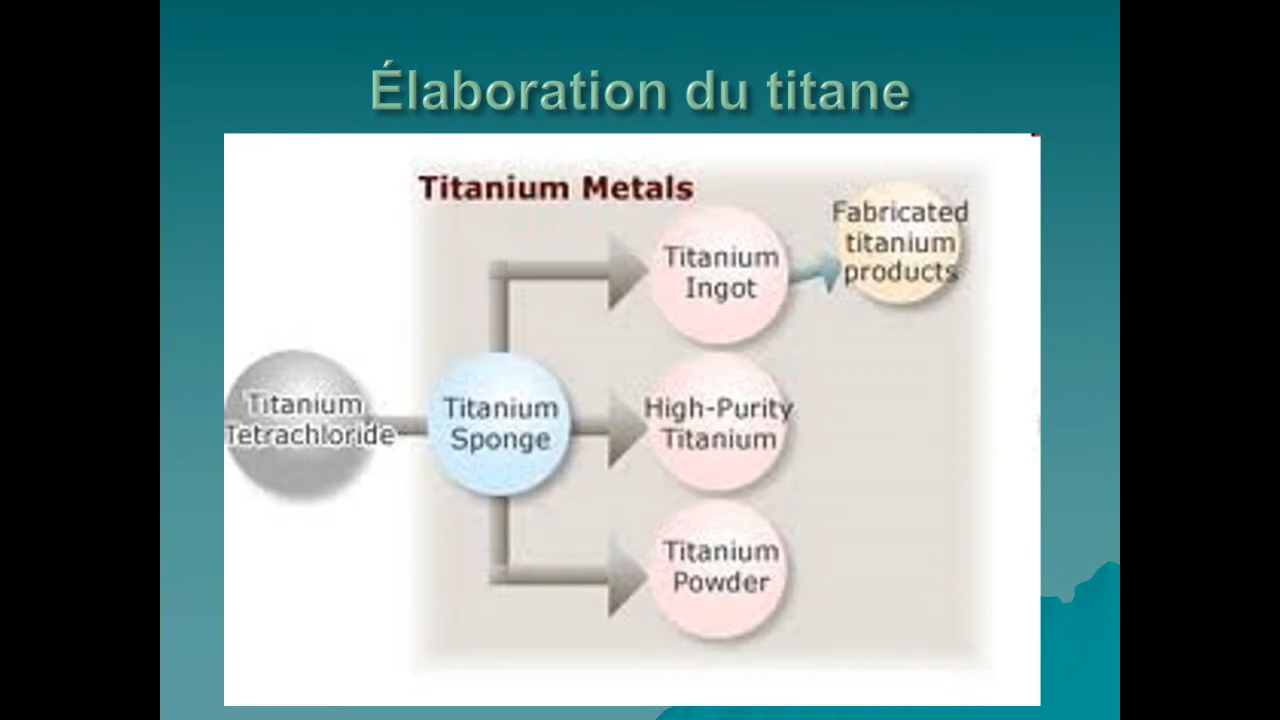 Élaboration du titane
Titanium Metals
Fabricated
titanium
products
Titanium
Ingot
Titanium
Tetrachloride
Titanium
Sponge
High-Purity
Titanium
Titanium
Powder